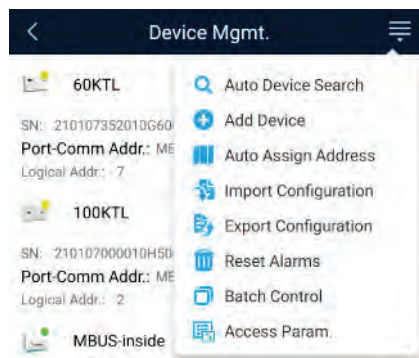 Device Mgmt.
60KTL
SN: 210107352010G60
Port-Comm Addr.: ME
Logical Addr.: 7
100KTL
SN: 210107000010H50
Port-Comm Addr.: ME
Logical Addr.: 2
MBUS-inside
Auto Device Search
Add Device
Auto Assign Address
Import Configuration
Export Configuration
Reset Alarms
Batch Control
Access Param.